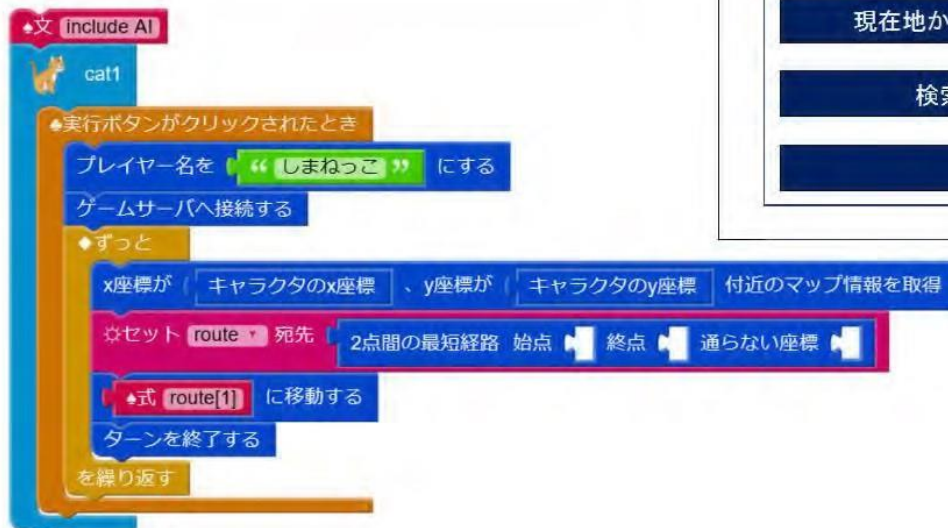 ♠文 include AI
cat1
♠実行ボタンがクリックされたとき
プレイヤー名を “ しまねっこ ” にする
ゲームサーバへ接続する
◆ずっと
x座標が キャラクタのx座標 、y座標が キャラクタのy座標 付近のマップ情報を取得
☼セット route 宛先 2点間の最短経路 始点 終点 通らない座標
♠式 route[1] に移動する
ターンを終了する
を繰り返す
現在地か
検索